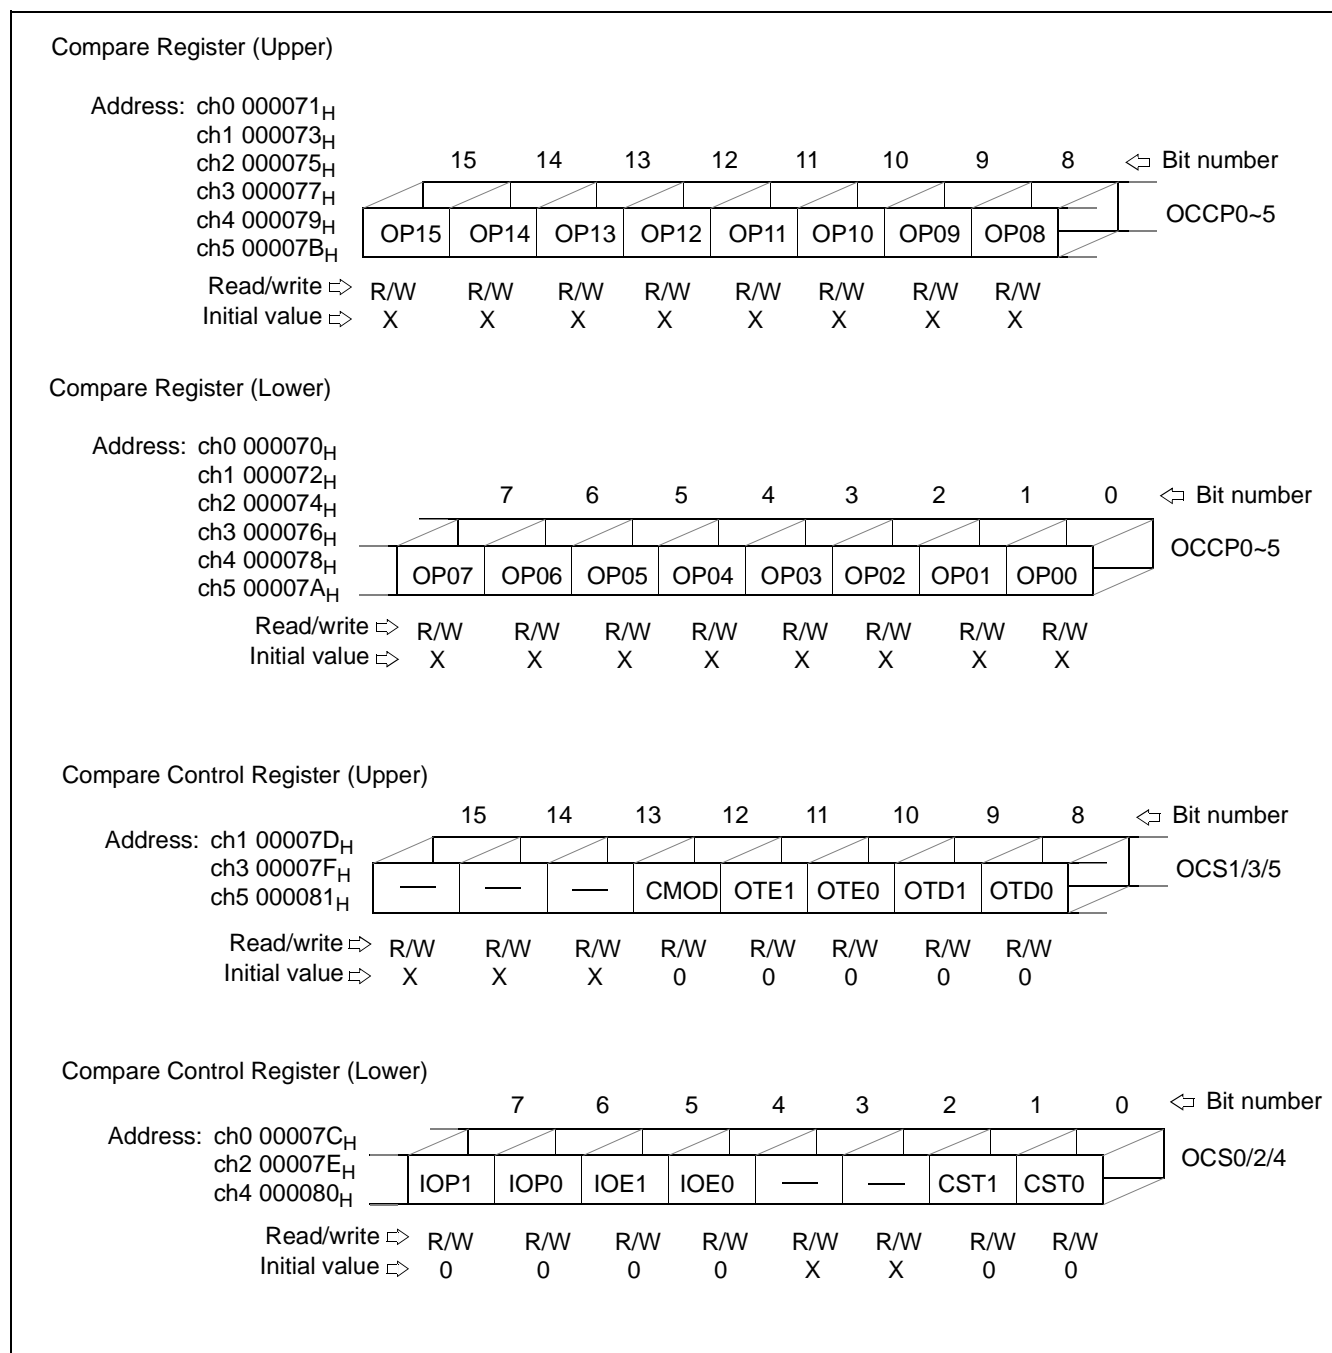 Compare Register (Upper)
Address: ch0 000071H
ch1 000073H
ch2 000075H
ch3 000077H
ch4 000079H
ch5 00007BH
15 14 13 12 11 10 9 8 ⇦ Bit number
OP15 OP14 OP13 OP12 OP11 OP10 OP09 OP08 OCCP0~5
Read/write ⇨ R/W R/W R/W R/W R/W R/W R/W R/W
Initial value ⇨ X X X X X X X X
Compare Register (Lower)
Address: ch0 000070H
ch1 000072H
ch2 000074H
ch3 000076H
ch4 000078H
ch5 00007AH
7 6 5 4 3 2 1 0 ⇦ Bit number
OP07 OP06 OP05 OP04 OP03 OP02 OP01 OP00 OCCP0~5
Read/write ⇨ R/W R/W R/W R/W R/W R/W R/W R/W
Initial value ⇨ X X X X X X X X
Compare Control Register (Upper)
15 14 13 12 11 10 9 8 ⇦ Bit number
Address: ch1 00007DH
ch3 00007FH
ch5 000081H
— — — CMOD OTE1 OTE0 OTD1 OTD0 OCS1/3/5
Read/write ⇨ R/W R/W R/W R/W R/W R/W R/W R/W
Initial value ⇨ X X X 0 0 0 0 0
Compare Control Register (Lower)
7 6 5 4 3 2 1 0 ⇦ Bit number
Address: ch0 00007CH
ch2 00007EH
ch4 000080H
IOP1 IOP0 IOE1 IOE0 — — CST1 CST0 OCS0/2/4
Read/write ⇨ R/W R/W R/W R/W R/W R/W R/W R/W
Initial value ⇨ 0 0 0 0 X X 0 0